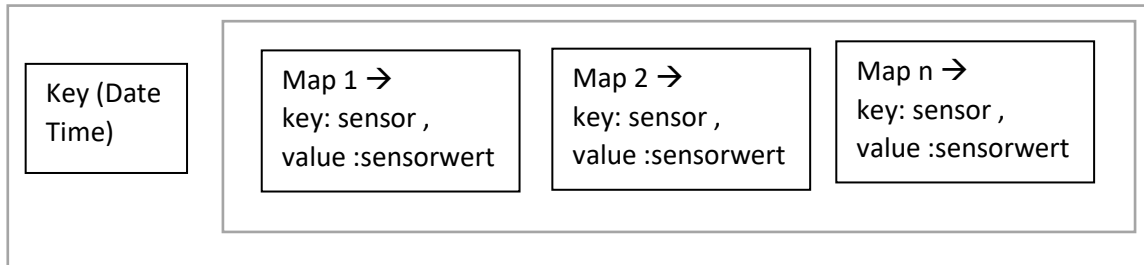 Key (Date
Time)
Map 1 →
key: sensor ,
value :sensorwert
Map 2 →
key: sensor ,
value :sensorwert
Map n →
key: sensor ,
value :sensorwert